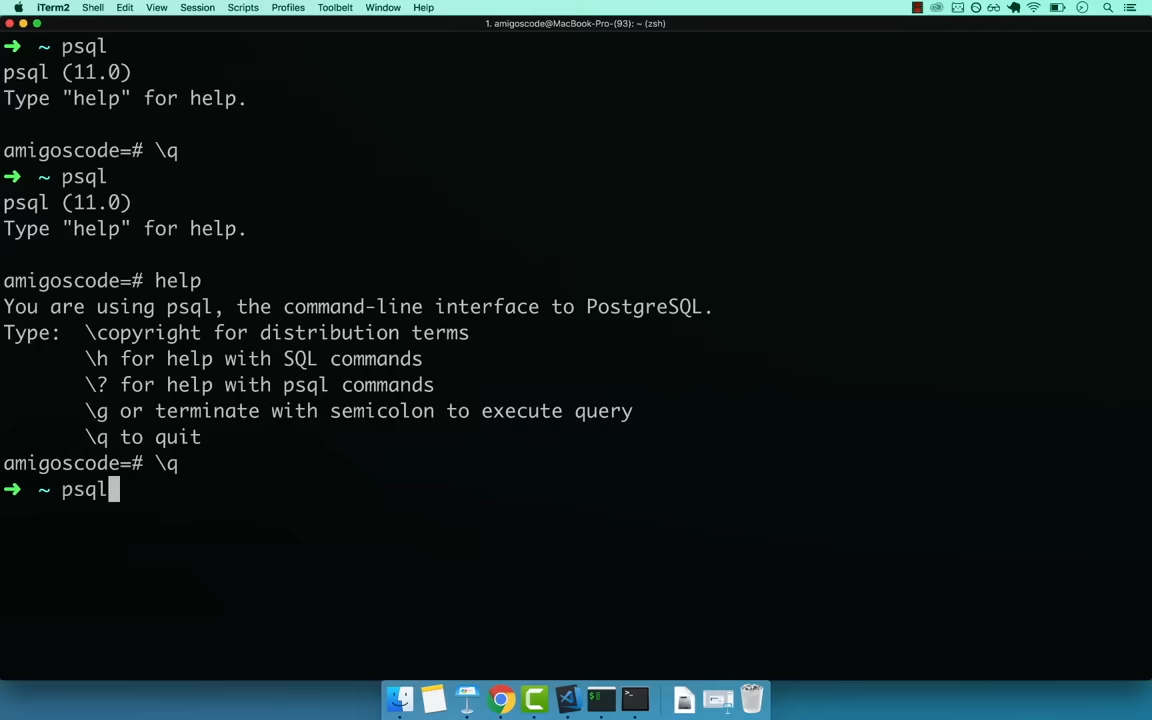 iTerm2 Shell Edit View Session Scripts Profiles Toolbelt Window Help
1. amigoscode@MacBook-Pro-(93): ~ (zsh)
➜ ~ psql
psql (11.0)
Type "help" for help.
amigoscode=# \q
➜ ~ psql
psql (11.0)
Type "help" for help.
amigoscode=# help
You are using psql, the command-line interface to PostgreSQL.
Type:  \copyright for distribution terms
       \h for help with SQL commands
       \? for help with psql commands
       \g or terminate with semicolon to execute query
       \q to quit
amigoscode=# \q
➜ ~ psql